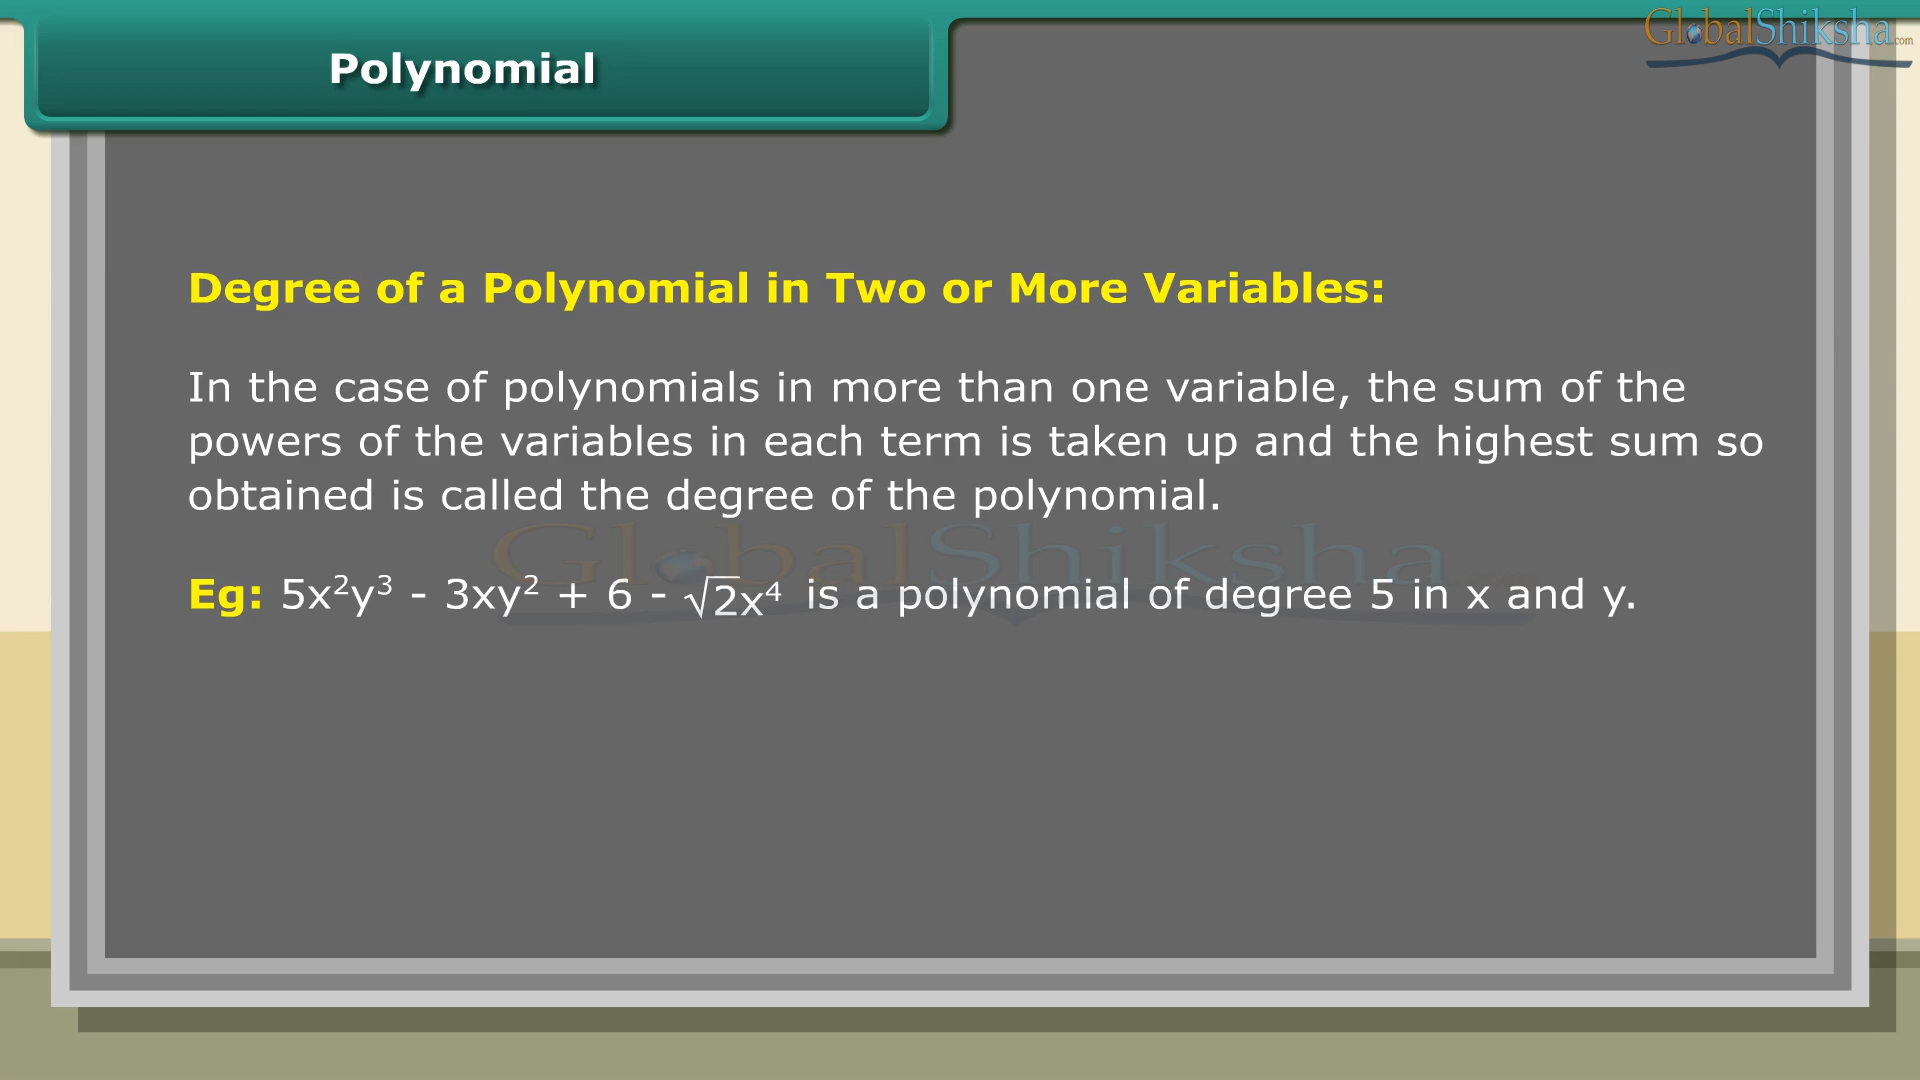 GlobalShiksha.com
Polynomial
Degree of a Polynomial in Two or More Variables:
In the case of polynomials in more than one variable, the sum of the
powers of the variables in each term is taken up and the highest sum so
obtained is called the degree of the polynomial.
GlobalShiksha
Eg: 5x²y³ - 3xy² + 6 - √2x⁴ is a polynomial of degree 5 in x and y.